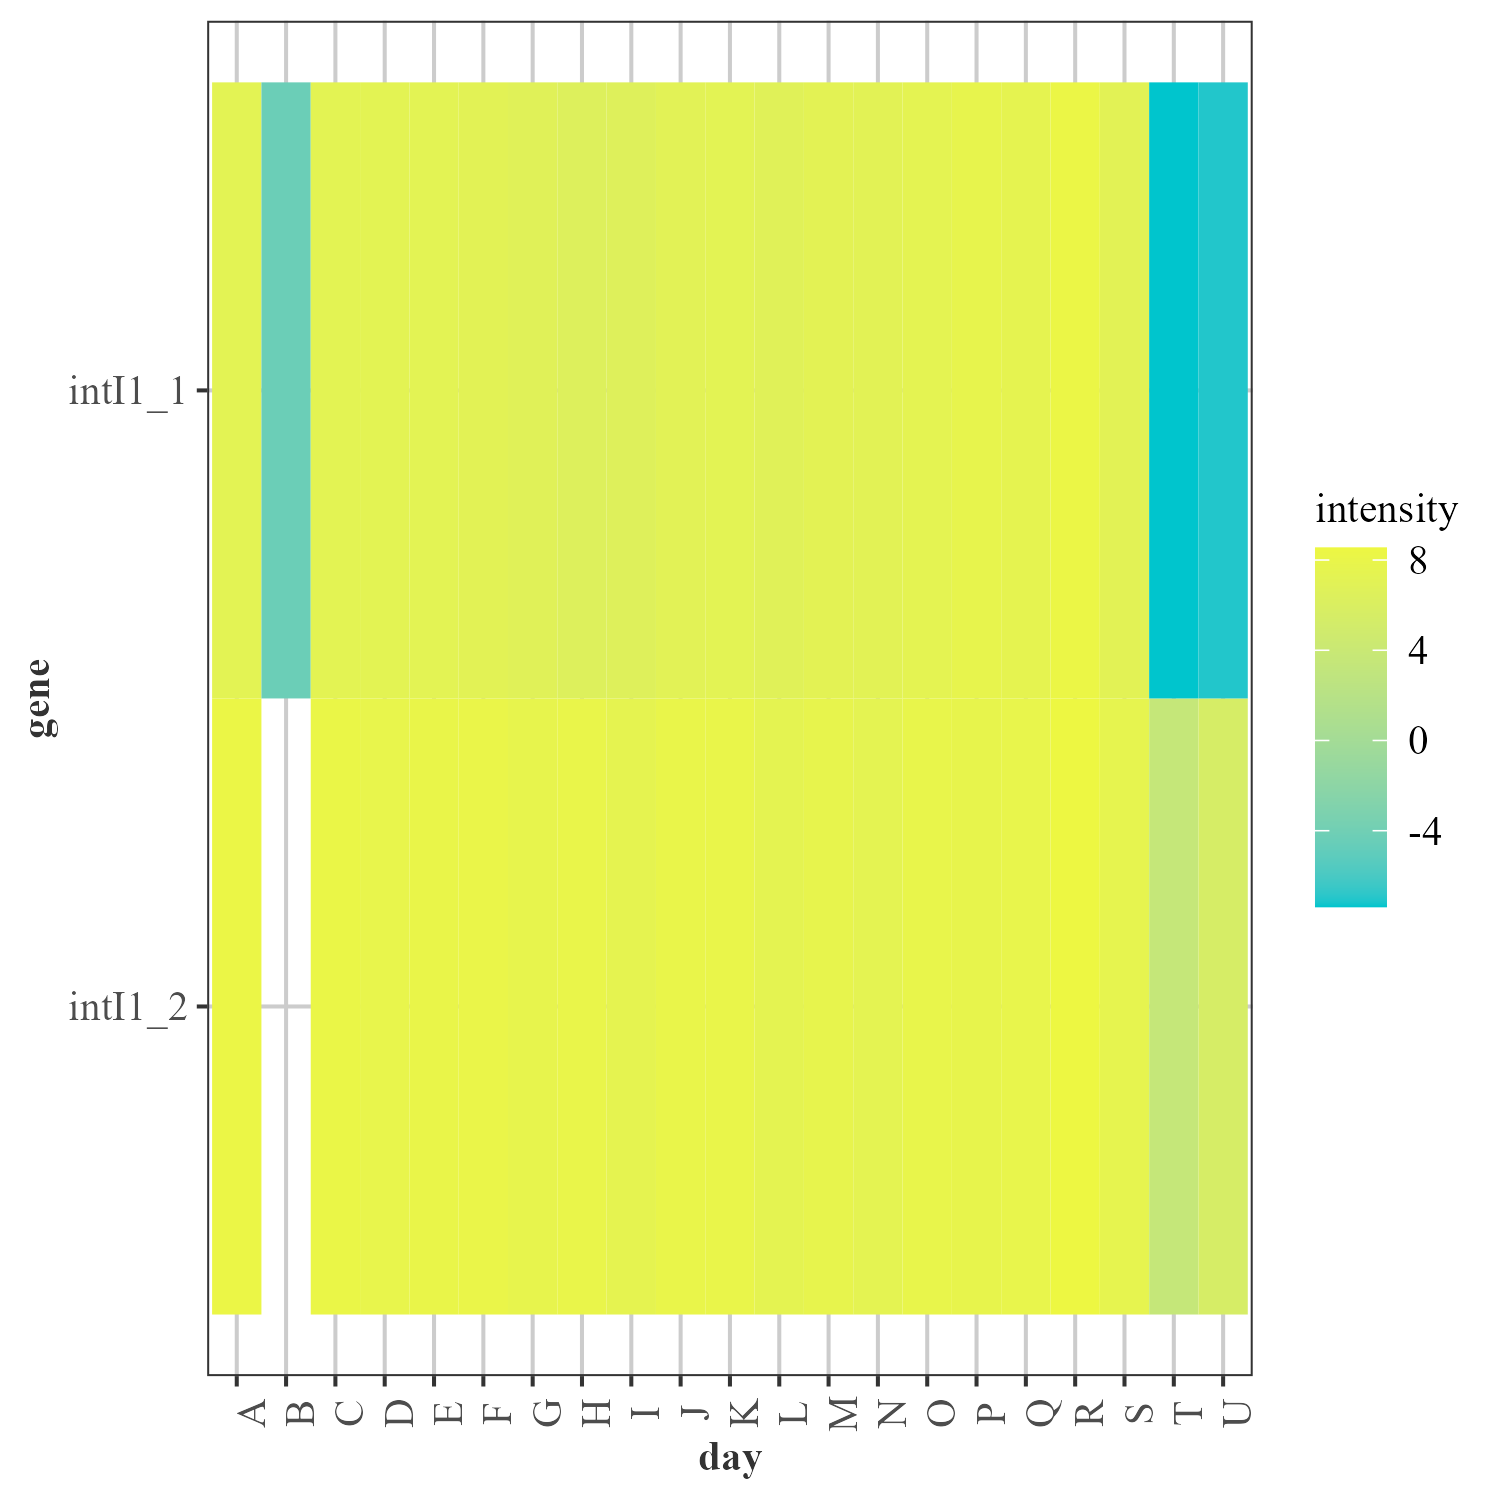 gene
intI1_1
intI1_2
A B C D E F G H I J K L M N O P Q R S T U
day
intensity
8
4
0
-4